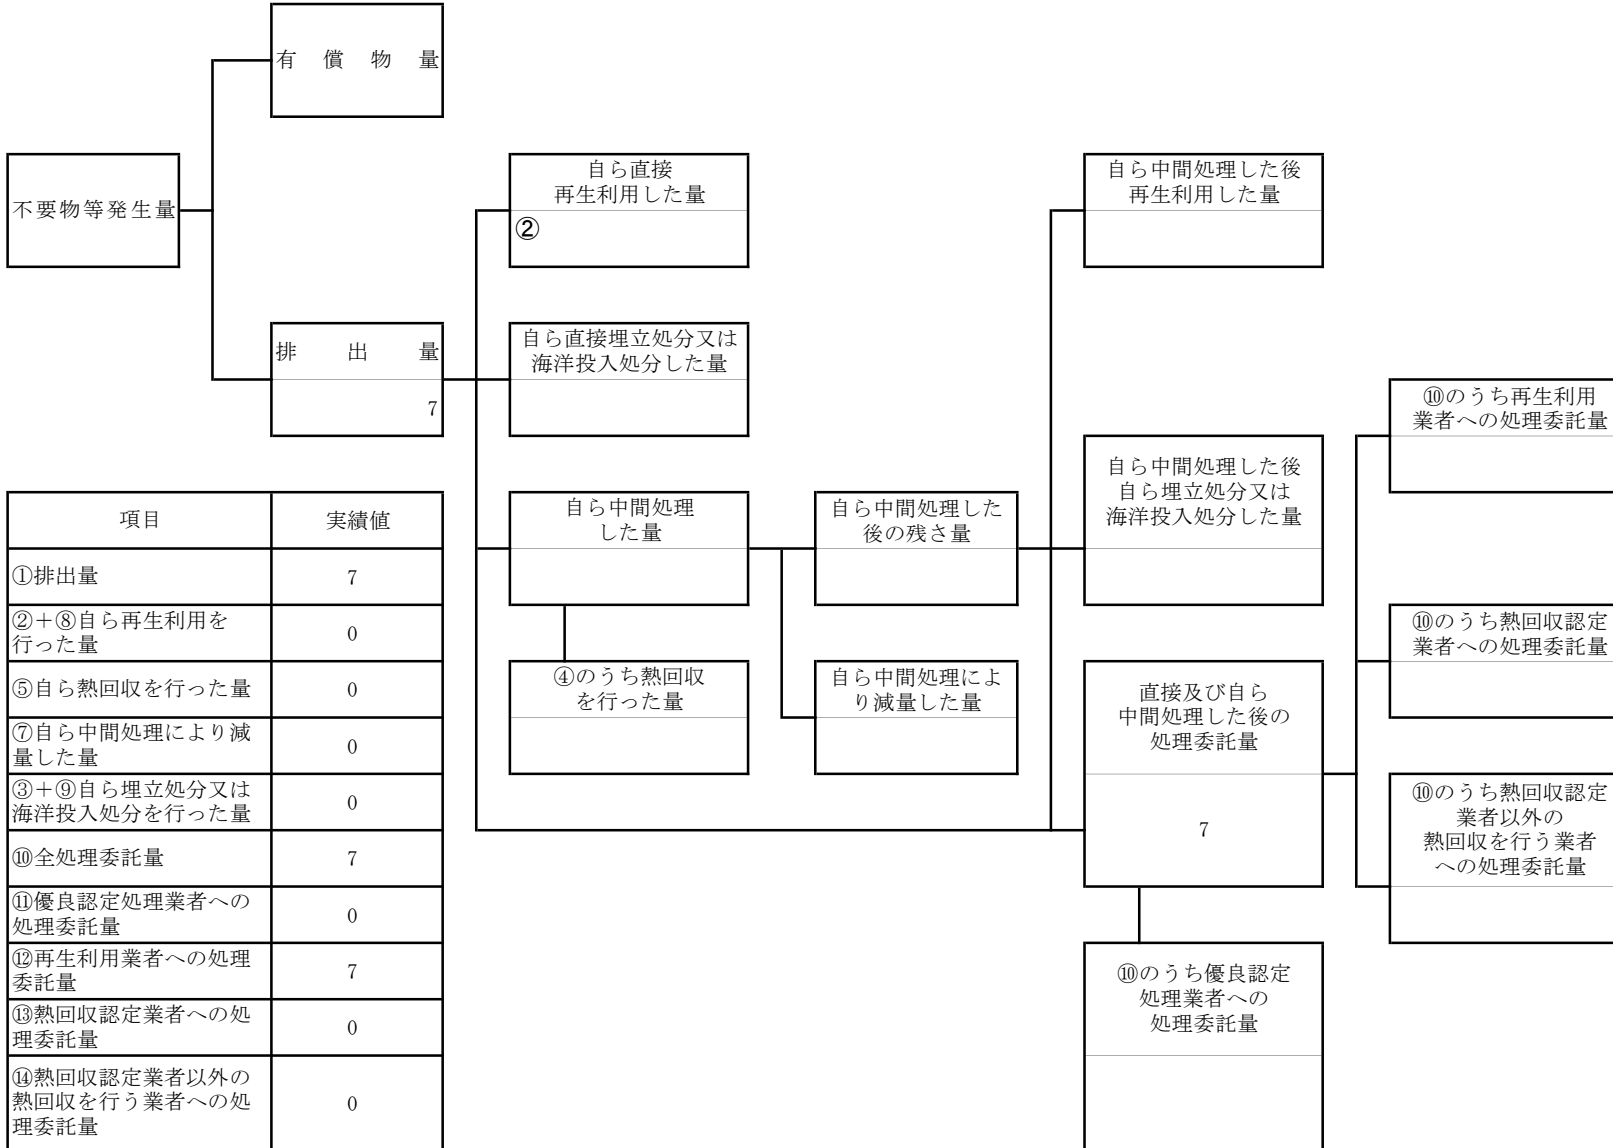 有償物量
不要物等発生量
排出量
7
自ら直接
再生利用した量
②
自ら直接埋立処分又は
海洋投入処分した量
自ら中間処理
した量
④のうち熱回収
を行った量
自ら中間処理した
後の残さ量
自ら中間処理によ
り減量した量
自ら中間処理した後
再生利用した量
自ら中間処理した後
自ら埋立処分又は
海洋投入処分した量
直接及び自ら
中間処理した後の
処理委託量
7
⑩のうち優良認定
処理業者への
処理委託量
⑩のうち再生利用
業者への処理委託量
⑩のうち熱回収認定
業者への処理委託量
⑩のうち熱回収認定
業者以外の
熱回収を行う業者
への処理委託量
項目 実績値
①排出量 7
②＋⑧自ら再生利用を
行った量 0
⑤自ら熱回収を行った量 0
⑦自ら中間処理により減
量した量 0
③＋⑨自ら埋立処分又は
海洋投入処分を行った量 0
⑩全処理委託量 7
⑪優良認定処理業者への
処理委託量 0
⑫再生利用業者への処理
委託量 7
⑬熱回収認定業者への処
理委託量 0
⑭熱回収認定業者以外の
熱回収を行う業者への処
理委託量 0